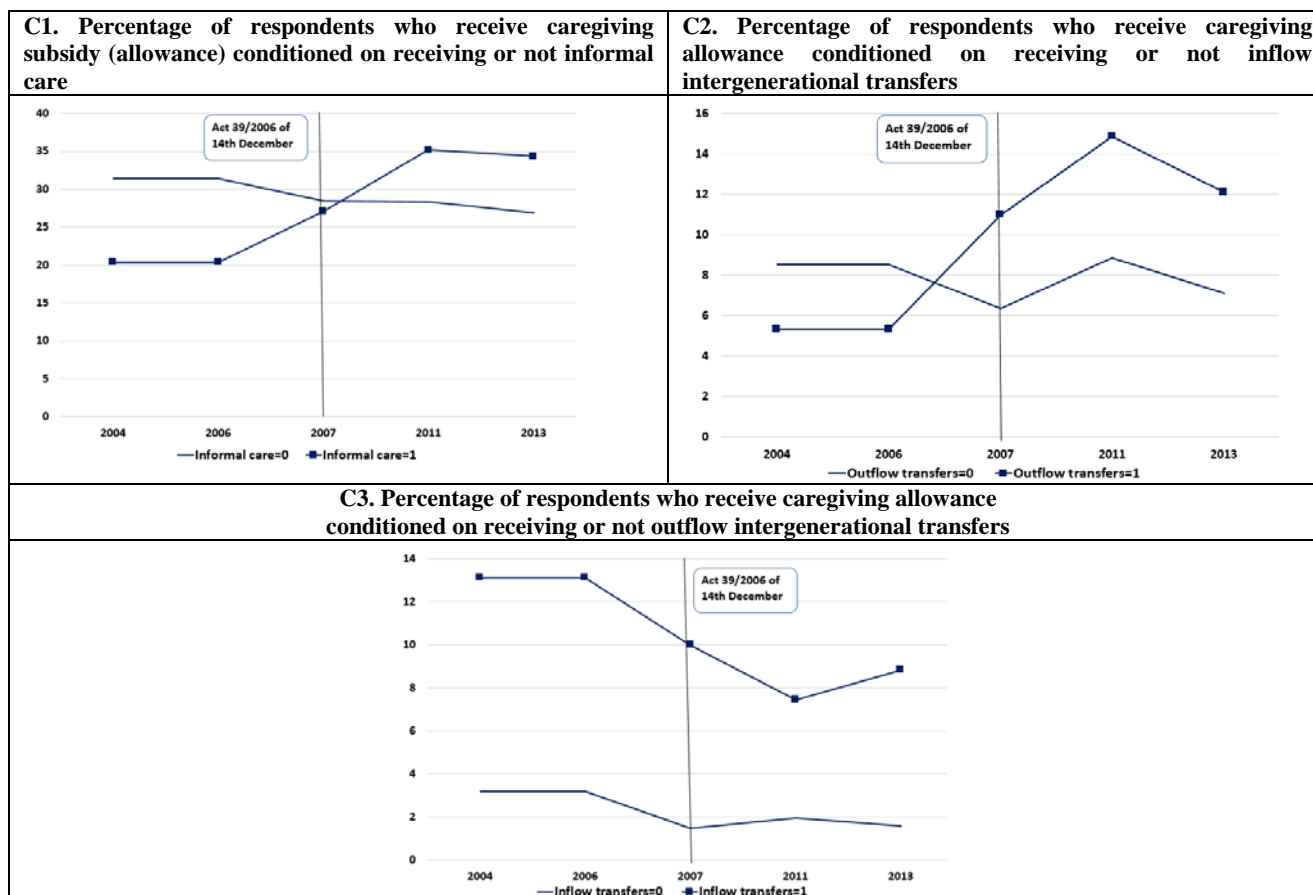 C1. Percentage of respondents who receive caregiving
subsidy (allowance) conditioned on receiving or not informal
care
C2. Percentage of respondents who receive caregiving
allowance conditioned on receiving or not inflow
intergenerational transfers
40
35
30
25
20
15
10
5
0
Act 39/2006 of
14th December
2004 2006 2007 2011 2013
Informal care=0 Informal care=1
16
14
12
10
8
6
4
2
0
Act 39/2006 of
14th December
2004 2006 2007 2011 2013
Outflow transfers=0 Outflow transfers=1
C3. Percentage of respondents who receive caregiving allowance
conditioned on receiving or not outflow intergenerational transfers
14
12
10
8
6
4
2
0
Act 39/2006 of
14th December
2004 2006 2007 2011 2013
Inflow transfers=0 Inflow transfers=1